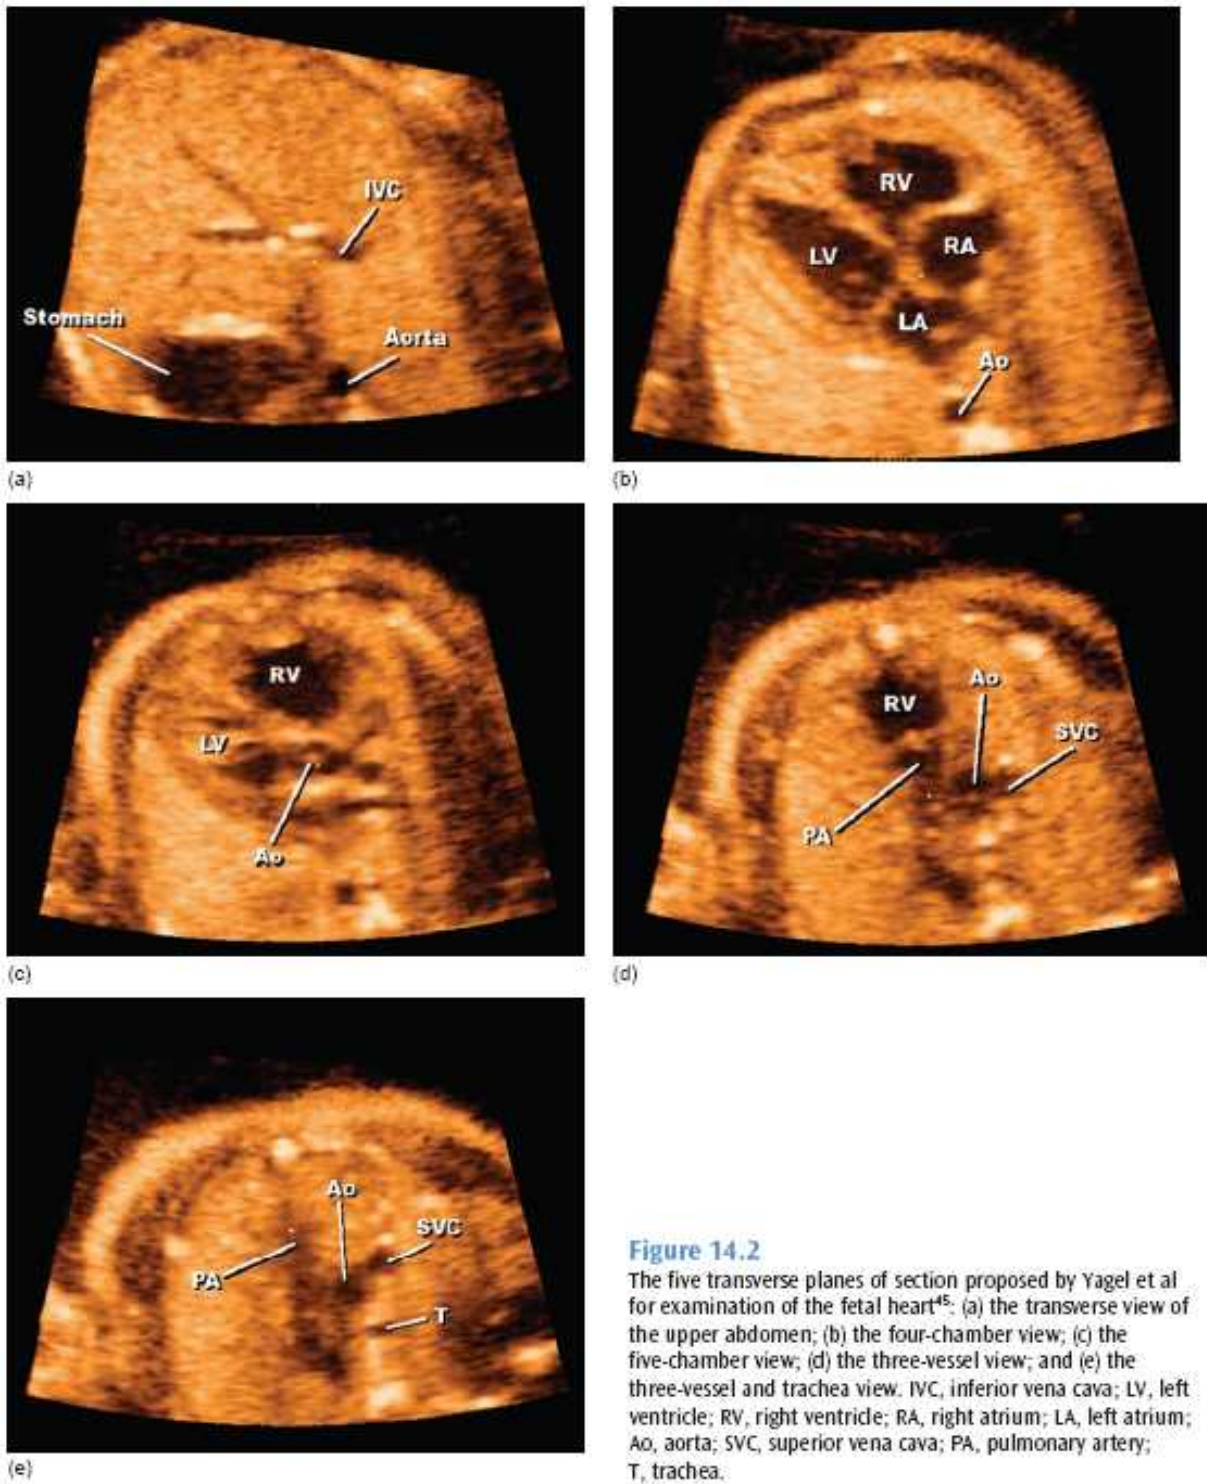 IVC
Stomach
Aorta
(a)
RV
LV
RA
LA
Ao
(b)
RV
LV
Ao
(c)
RV
Ao
SVC
PA
(d)
Ao
SVC
PA
T
(e)
Figure 14.2
The five transverse planes of section proposed by Yagel et al
for examination of the fetal heart45: (a) the transverse view of
the upper abdomen; (b) the four-chamber view; (c) the
five-chamber view; (d) the three-vessel view; and (e) the
three-vessel and trachea view. IVC, inferior vena cava; LV, left
ventricle; RV, right ventricle; RA, right atrium; LA, left atrium;
Ao, aorta; SVC, superior vena cava; PA, pulmonary artery;
T, trachea.